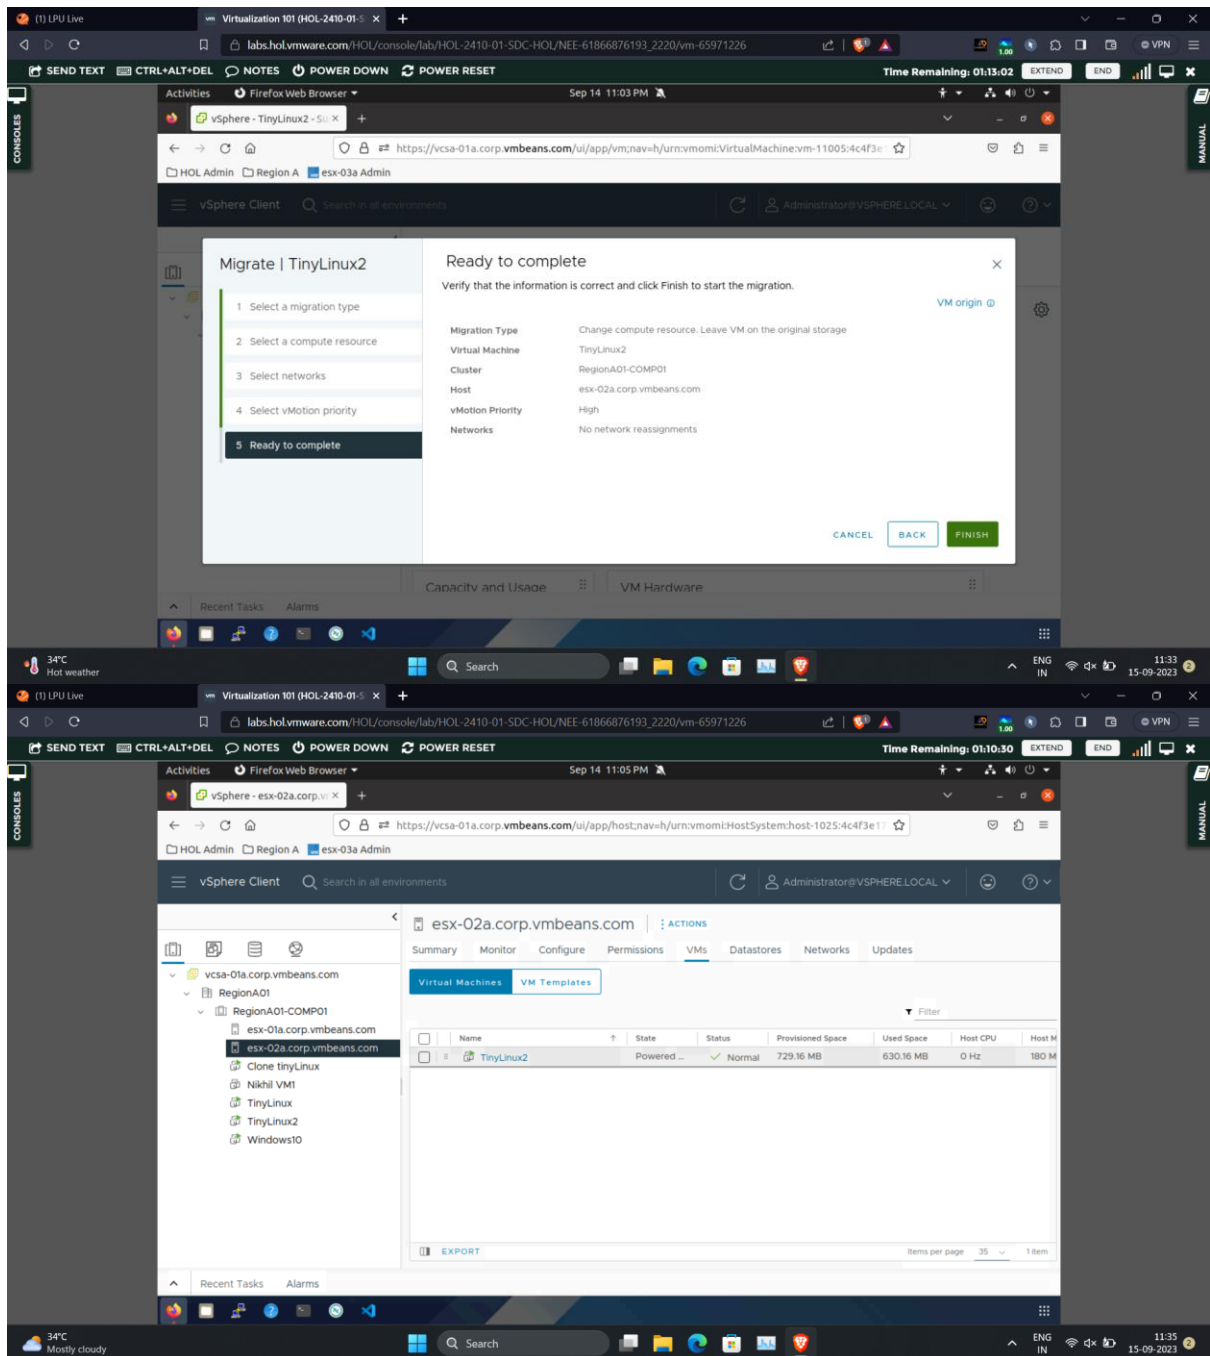 (1) LPU Live
vm Virtualization 101 (HOL-2410-01-S
labs.hol.vmware.com/HOL/console/lab/HOL-2410-01-SDC-HOL/NEE-61866876193_2220/vm-65971226
1.00
VPN
SEND TEXT CTRL+ALT+DEL NOTES POWER DOWN POWER RESET
Time Remaining: 01:13:02 EXTEND END
CONSOLES
MANUAL
Activities Firefox Web Browser Sep 14 11:03 PM
vSphere - TinyLinux2 - Su
https://vcsa-01a.corp.vmbeans.com/ui/app/vm;nav=h/urn:vmomi:VirtualMachine:vm-11005:4c4f3e
HOL Admin Region A esx-03a Admin
vSphere Client Search in all environments Administrator@VSPHERE.LOCAL
Migrate | TinyLinux2
1 Select a migration type
2 Select a compute resource
3 Select networks
4 Select vMotion priority
5 Ready to complete
Ready to complete
Verify that the information is correct and click Finish to start the migration.
VM origin
Migration Type Change compute resource. Leave VM on the original storage
Virtual Machine TinyLinux2
Cluster RegionA01-COMP01
Host esx-02a.corp.vmbeans.com
vMotion Priority High
Networks No network reassignments
CANCEL BACK FINISH
Capacity and Usage VM Hardware
Recent Tasks Alarms
34°C
Hot weather
Search
ENG
IN
11:33
15-09-2023
2
(1) LPU Live
vm Virtualization 101 (HOL-2410-01-S
labs.hol.vmware.com/HOL/console/lab/HOL-2410-01-SDC-HOL/NEE-61866876193_2220/vm-65971226
1.00
VPN
SEND TEXT CTRL+ALT+DEL NOTES POWER DOWN POWER RESET
Time Remaining: 01:10:30 EXTEND END
CONSOLES
MANUAL
Activities Firefox Web Browser Sep 14 11:05 PM
vSphere - esx-02a.corp.v
https://vcsa-01a.corp.vmbeans.com/ui/app/host;nav=h/urn:vmomi:HostSystem:host-1025:4c4f3e17
HOL Admin Region A esx-03a Admin
vSphere Client Search in all environments Administrator@VSPHERE.LOCAL
vcsa-01a.corp.vmbeans.com
RegionA01
RegionA01-COMP01
esx-01a.corp.vmbeans.com
esx-02a.corp.vmbeans.com
Clone tinyLinux
Nikhil VM1
TinyLinux
TinyLinux2
Windows10
esx-02a.corp.vmbeans.com ACTIONS
Summary Monitor Configure Permissions VMs Datastores Networks Updates
Virtual Machines VM Templates
Filter
Name State Status Provisioned Space Used Space Host CPU Host M
TinyLinux2 Powered ... Normal 729.16 MB 630.16 MB 0 Hz 180 M
EXPORT
Items per page 35 1 item
Recent Tasks Alarms
34°C
Mostly cloudy
Search
ENG
IN
11:35
15-09-2023
2